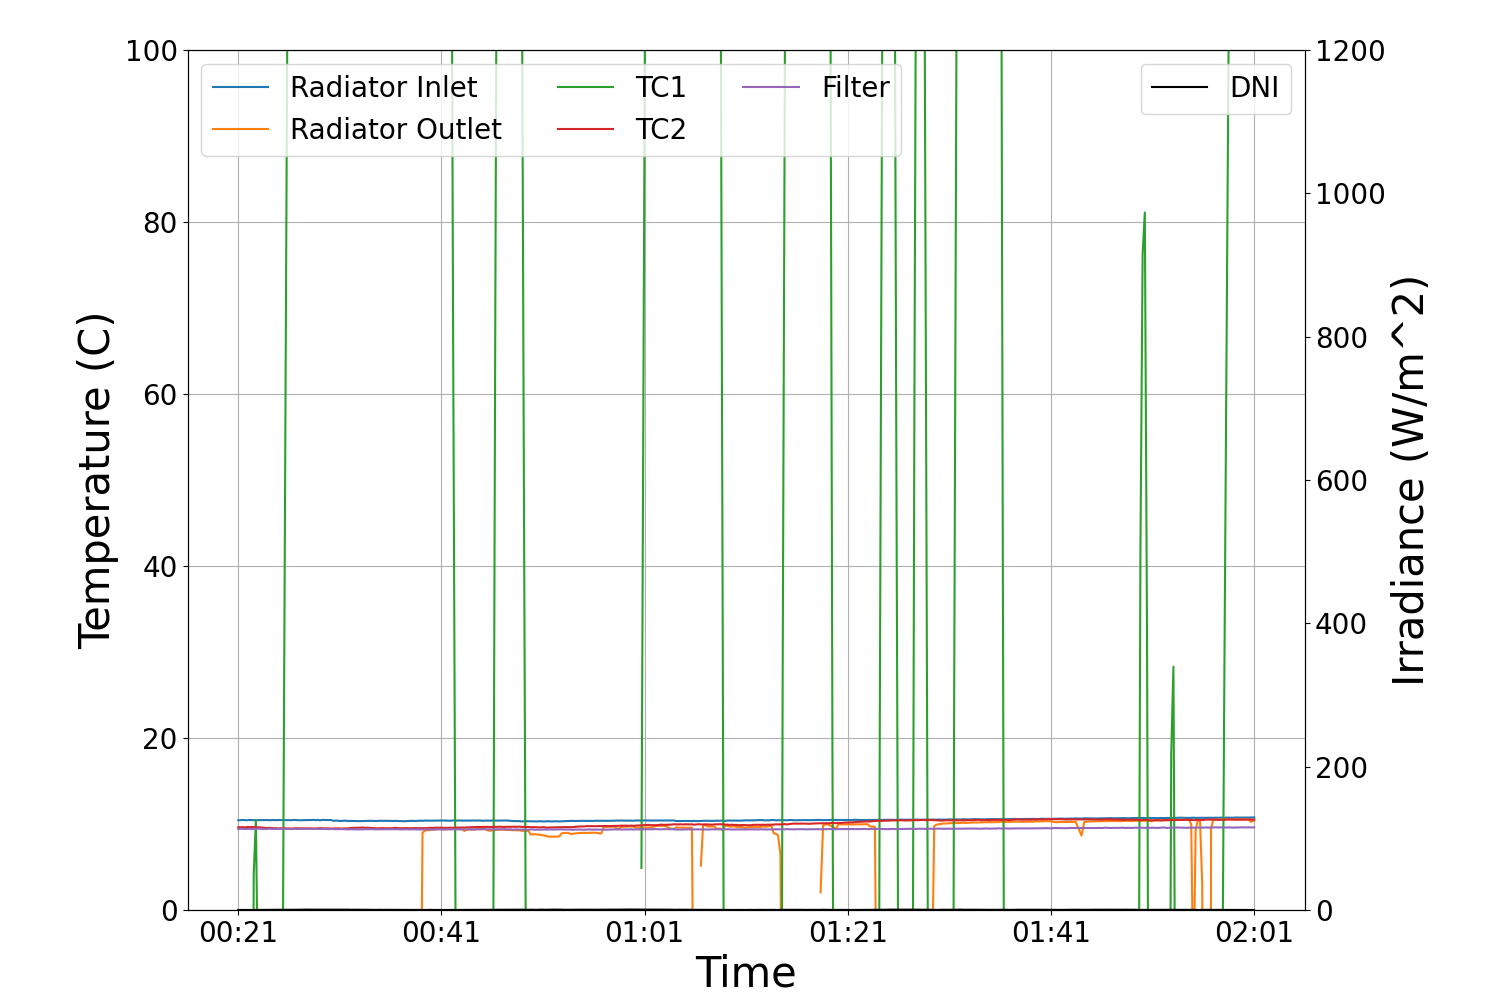 100
80
60
40
20
0
Temperature (C)
Radiator Inlet
Radiator Outlet
TC1
TC2
Filter
DNI
1200
1000
800
600
400
200
0
Irradiance (W/m^2)
00:21 00:41 01:01 01:21 01:41 02:01
Time